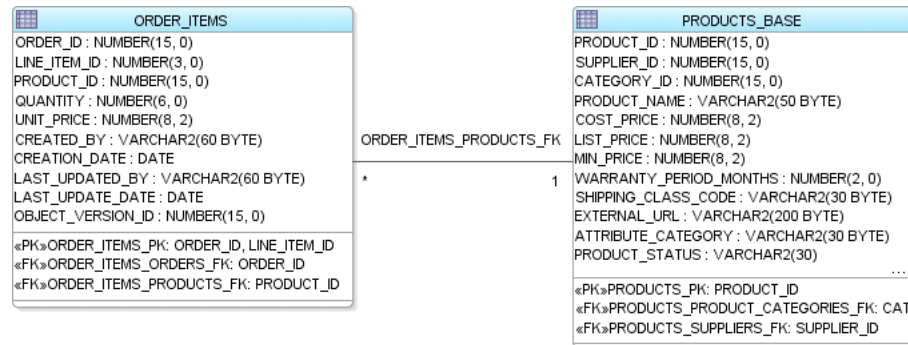 ORDER_ITEMS
ORDER_ID : NUMBER(15, 0)
LINE_ITEM_ID : NUMBER(3, 0)
PRODUCT_ID : NUMBER(15, 0)
QUANTITY : NUMBER(6, 0)
UNIT_PRICE : NUMBER(8, 2)
CREATED_BY : VARCHAR2(60 BYTE)
CREATION_DATE : DATE
LAST_UPDATED_BY : VARCHAR2(60 BYTE)
LAST_UPDATE_DATE : DATE
OBJECT_VERSION_ID : NUMBER(15, 0)
«PK»ORDER_ITEMS_PK: ORDER_ID, LINE_ITEM_ID
«FK»ORDER_ITEMS_ORDERS_FK: ORDER_ID
«FK»ORDER_ITEMS_PRODUCTS_FK: PRODUCT_ID
ORDER_ITEMS_PRODUCTS_FK
* 1
PRODUCTS_BASE
PRODUCT_ID : NUMBER(15, 0)
SUPPLIER_ID : NUMBER(15, 0)
CATEGORY_ID : NUMBER(15, 0)
PRODUCT_NAME : VARCHAR2(50 BYTE)
COST_PRICE : NUMBER(8, 2)
LIST_PRICE : NUMBER(8, 2)
MIN_PRICE : NUMBER(8, 2)
WARRANTY_PERIOD_MONTHS : NUMBER(2, 0)
SHIPPING_CLASS_CODE : VARCHAR2(30 BYTE)
EXTERNAL_URL : VARCHAR2(200 BYTE)
ATTRIBUTE_CATEGORY : VARCHAR2(30 BYTE)
PRODUCT_STATUS : VARCHAR2(30)
...
«PK»PRODUCTS_PK: PRODUCT_ID
«FK»PRODUCTS_PRODUCT_CATEGORIES_FK: CAT
«FK»PRODUCTS_SUPPLIERS_FK: SUPPLIER_ID